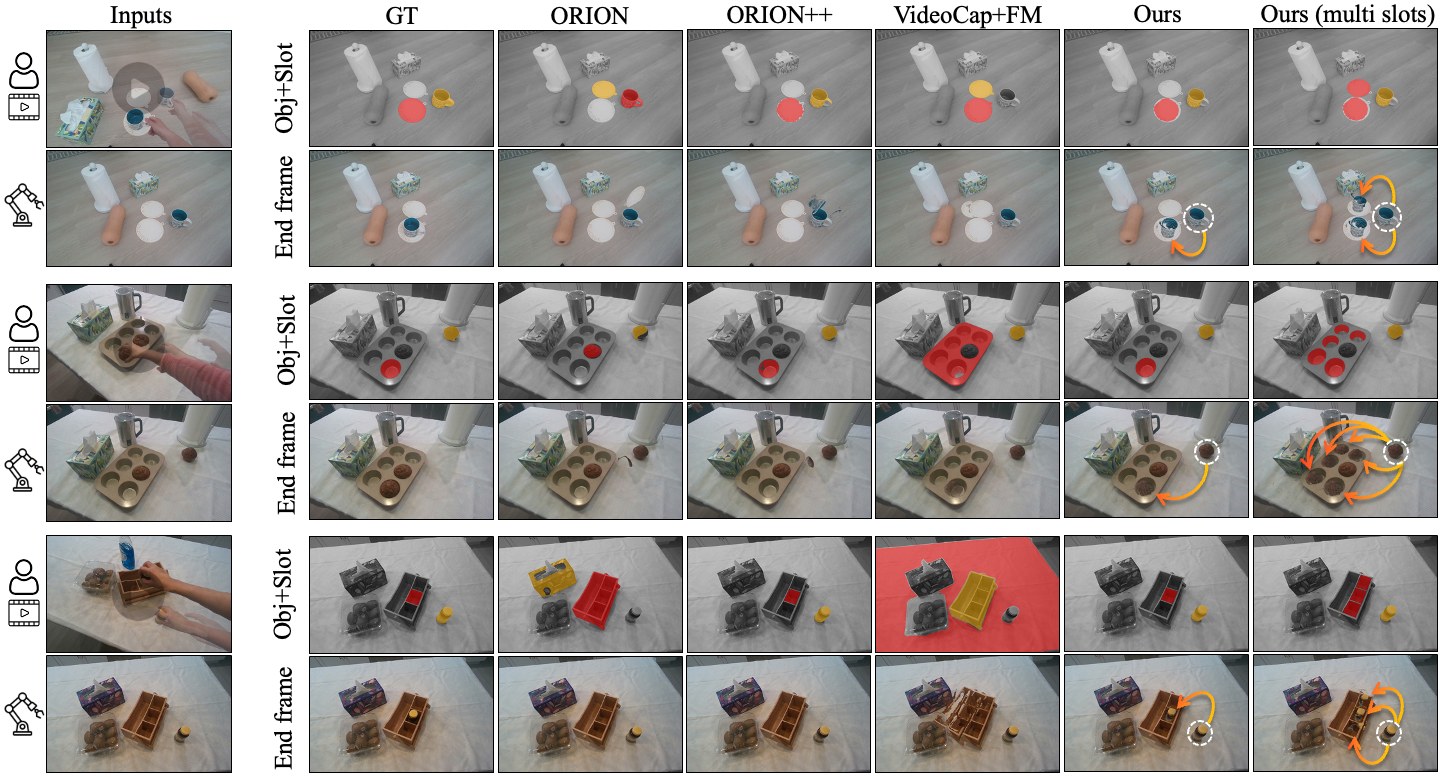 Inputs GT ORION ORION++ VideoCap+FM Ours Ours (multi slots)
Obj+Slot
End frame
Obj+Slot
End frame
Obj+Slot
End frame